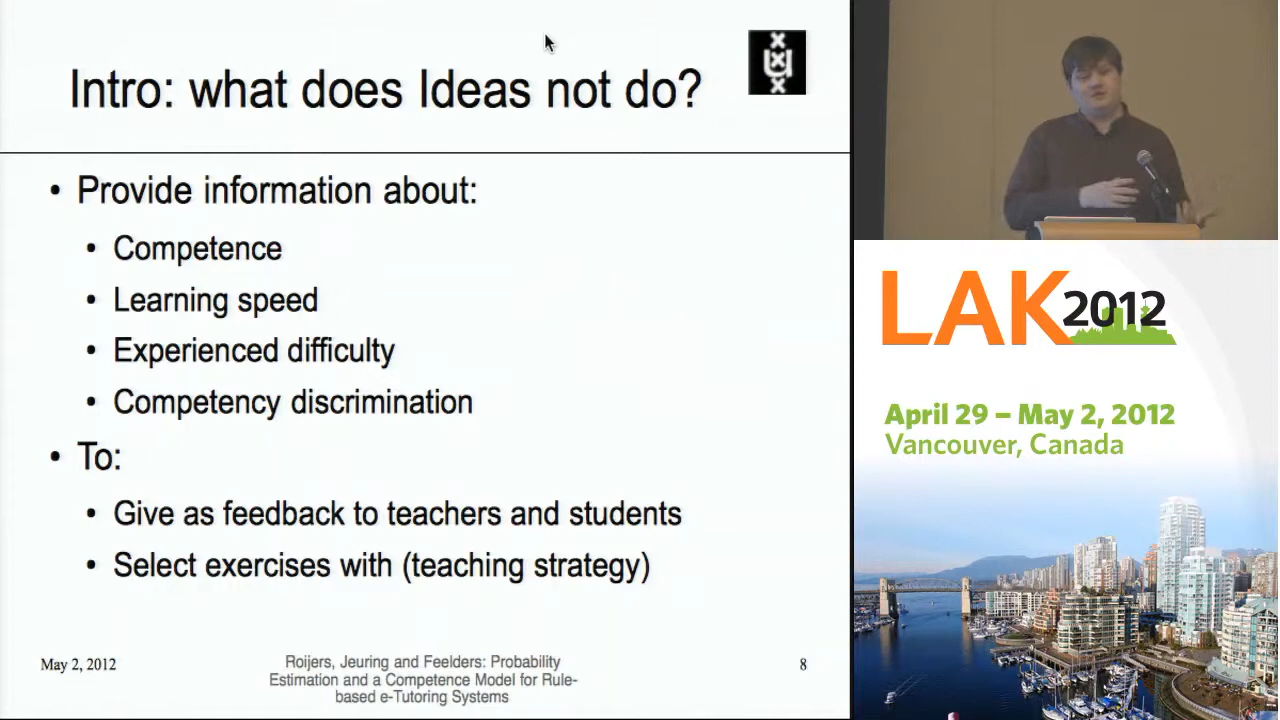 Intro: what does Ideas not do?
• Provide information about:
• Competence
• Learning speed
• Experienced difficulty
• Competency discrimination
• To:
• Give as feedback to teachers and students
• Select exercises with (teaching strategy)
May 2, 2012
Roijers, Jeuring and Feelders: Probability
Estimation and a Competence Model for Rule-
based e-Tutoring Systems
8
LAK2012
April 29 – May 2, 2012
Vancouver, Canada